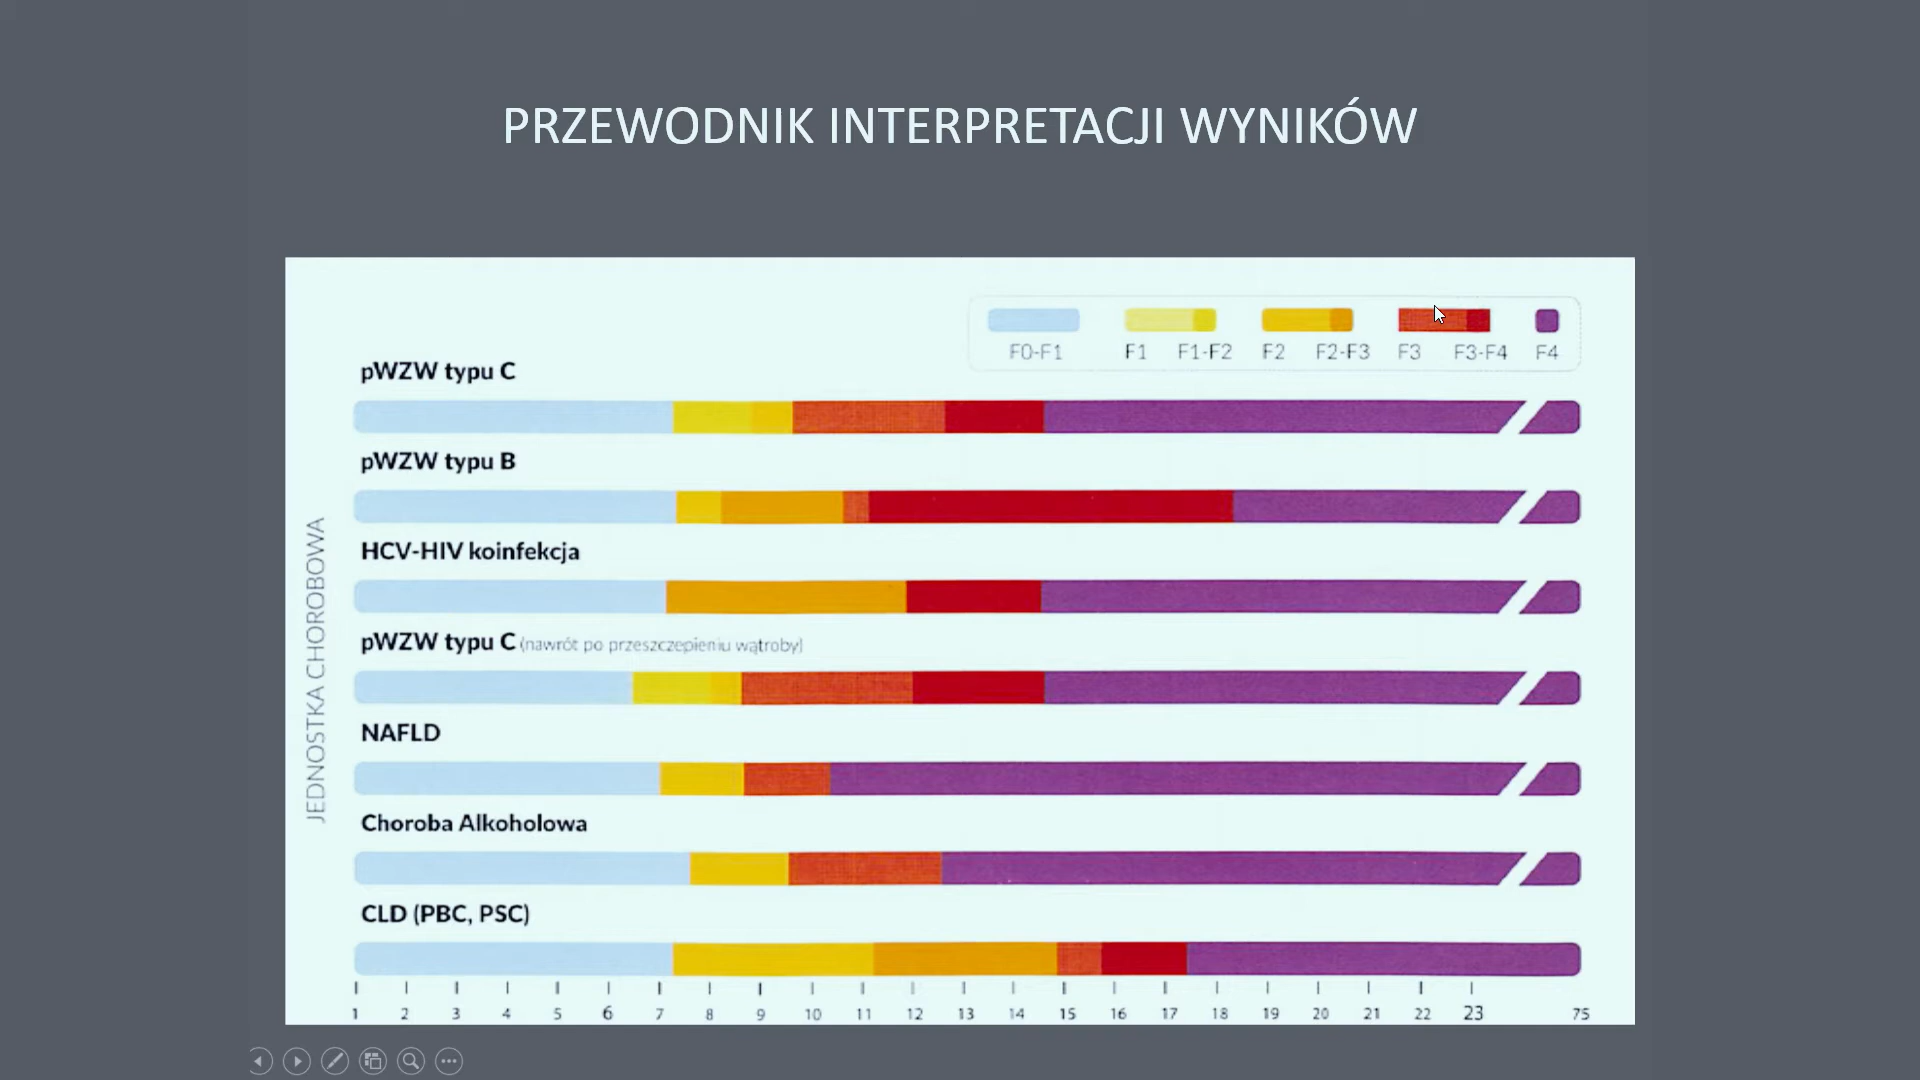 PRZEWODNIK INTERPRETACJI WYNIKÓW
F0-F1 F1 F1-F2 F2 F2-F3 F3 F3-F4 F4
JEDNOSTKA CHOROBOWA
pWZW typu C
pWZW typu B
HCV-HIV koinfekcja
pWZW typu C (nawrót po przeszczepieniu wątroby)
NAFLD
Choroba Alkoholowa
CLD (PBC, PSC)
1 2 3 4 5 6 7 8 9 10 11 12 13 14 15 16 17 18 19 20 21 22 23 75